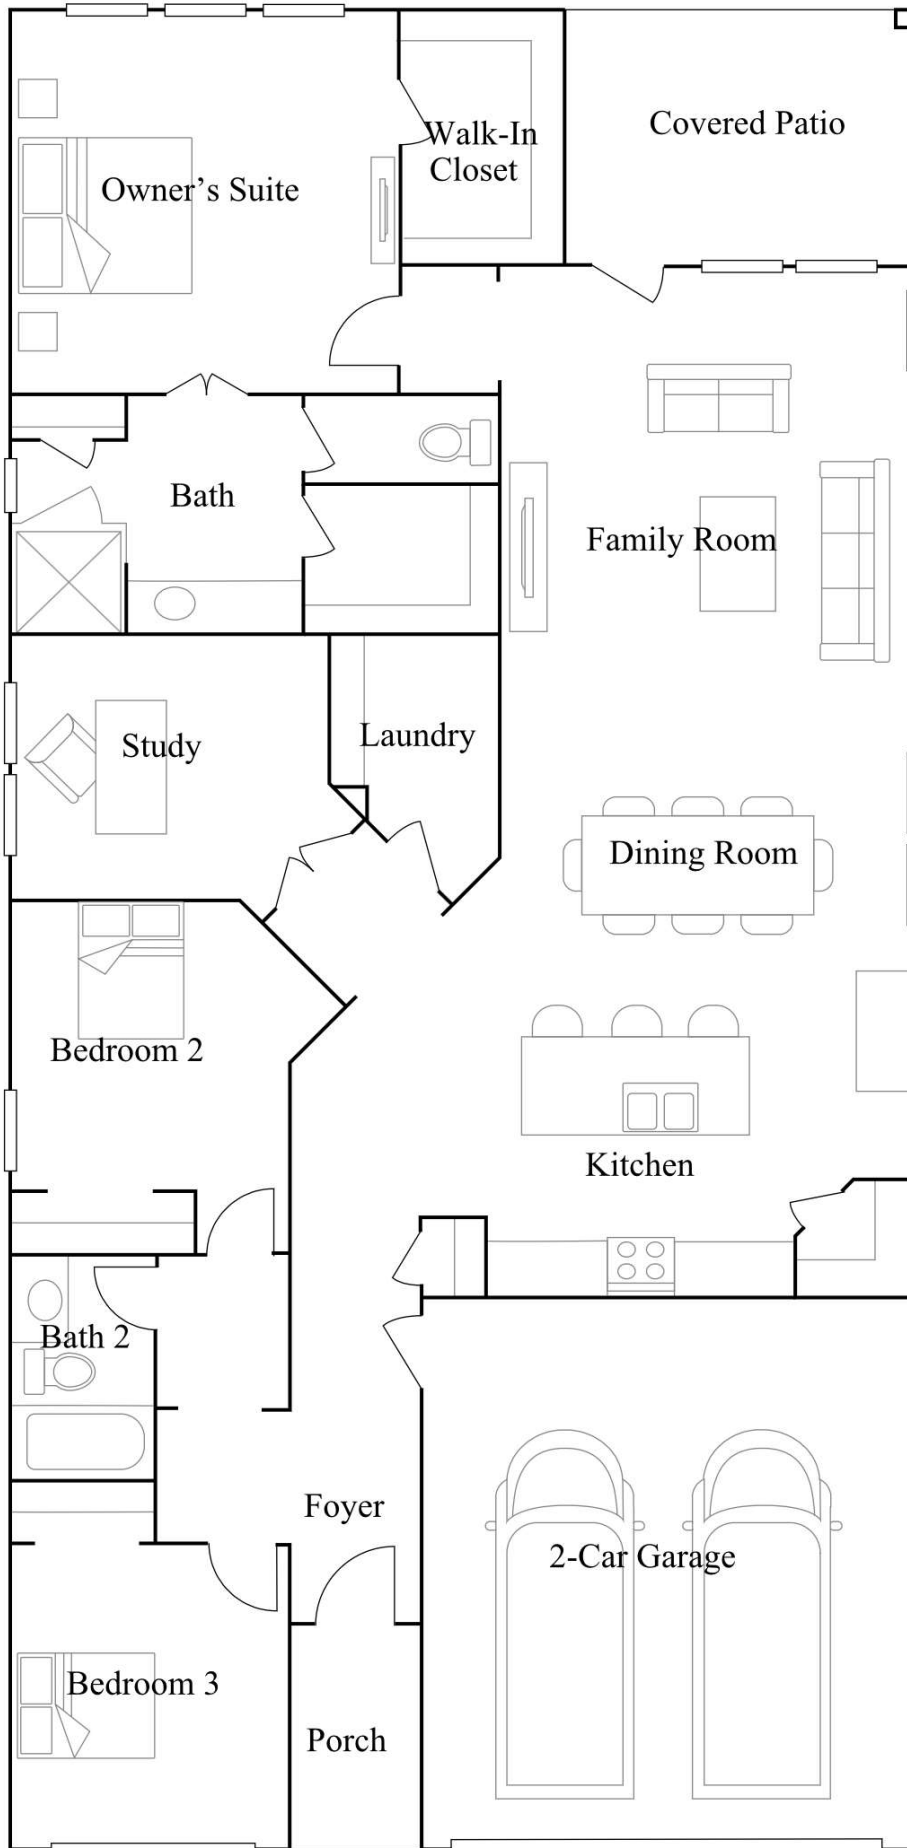 Covered Patio
Walk-In
Closet
Owner’s Suite
Bath
Family Room
Laundry
Study
Dining Room
Bedroom 2
Kitchen
Bath 2
Foyer
2-Car Garage
Bedroom 3
Porch